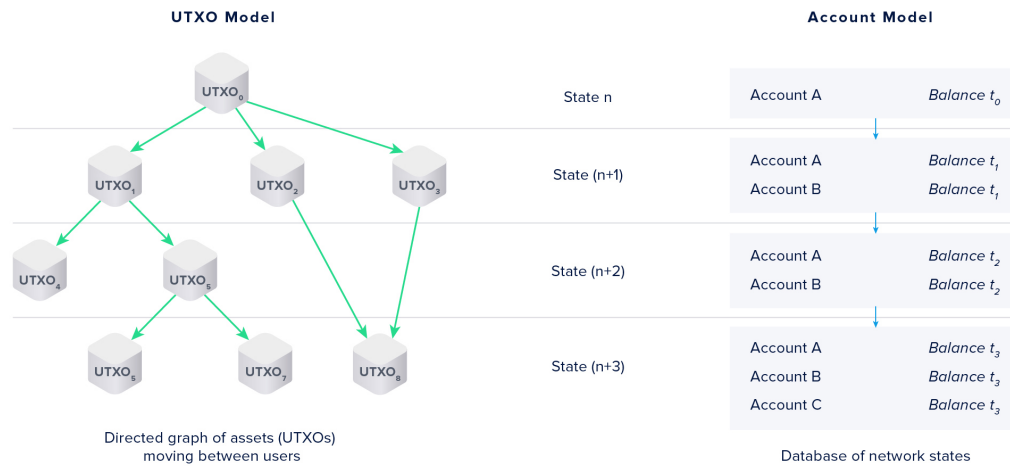 UTXO Model
Account Model
UTXO₀
State n
Account A Balance t₀
UTXO₁ UTXO₂ UTXO₃
State (n+1)
Account A Balance t₁
Account B Balance t₁
UTXO₄ UTXO₅
State (n+2)
Account A Balance t₂
Account B Balance t₂
UTXO₅ UTXO₇ UTXO₈
State (n+3)
Account A Balance t₃
Account B Balance t₃
Account C Balance t₃
Directed graph of assets (UTXOs)
moving between users
Database of network states